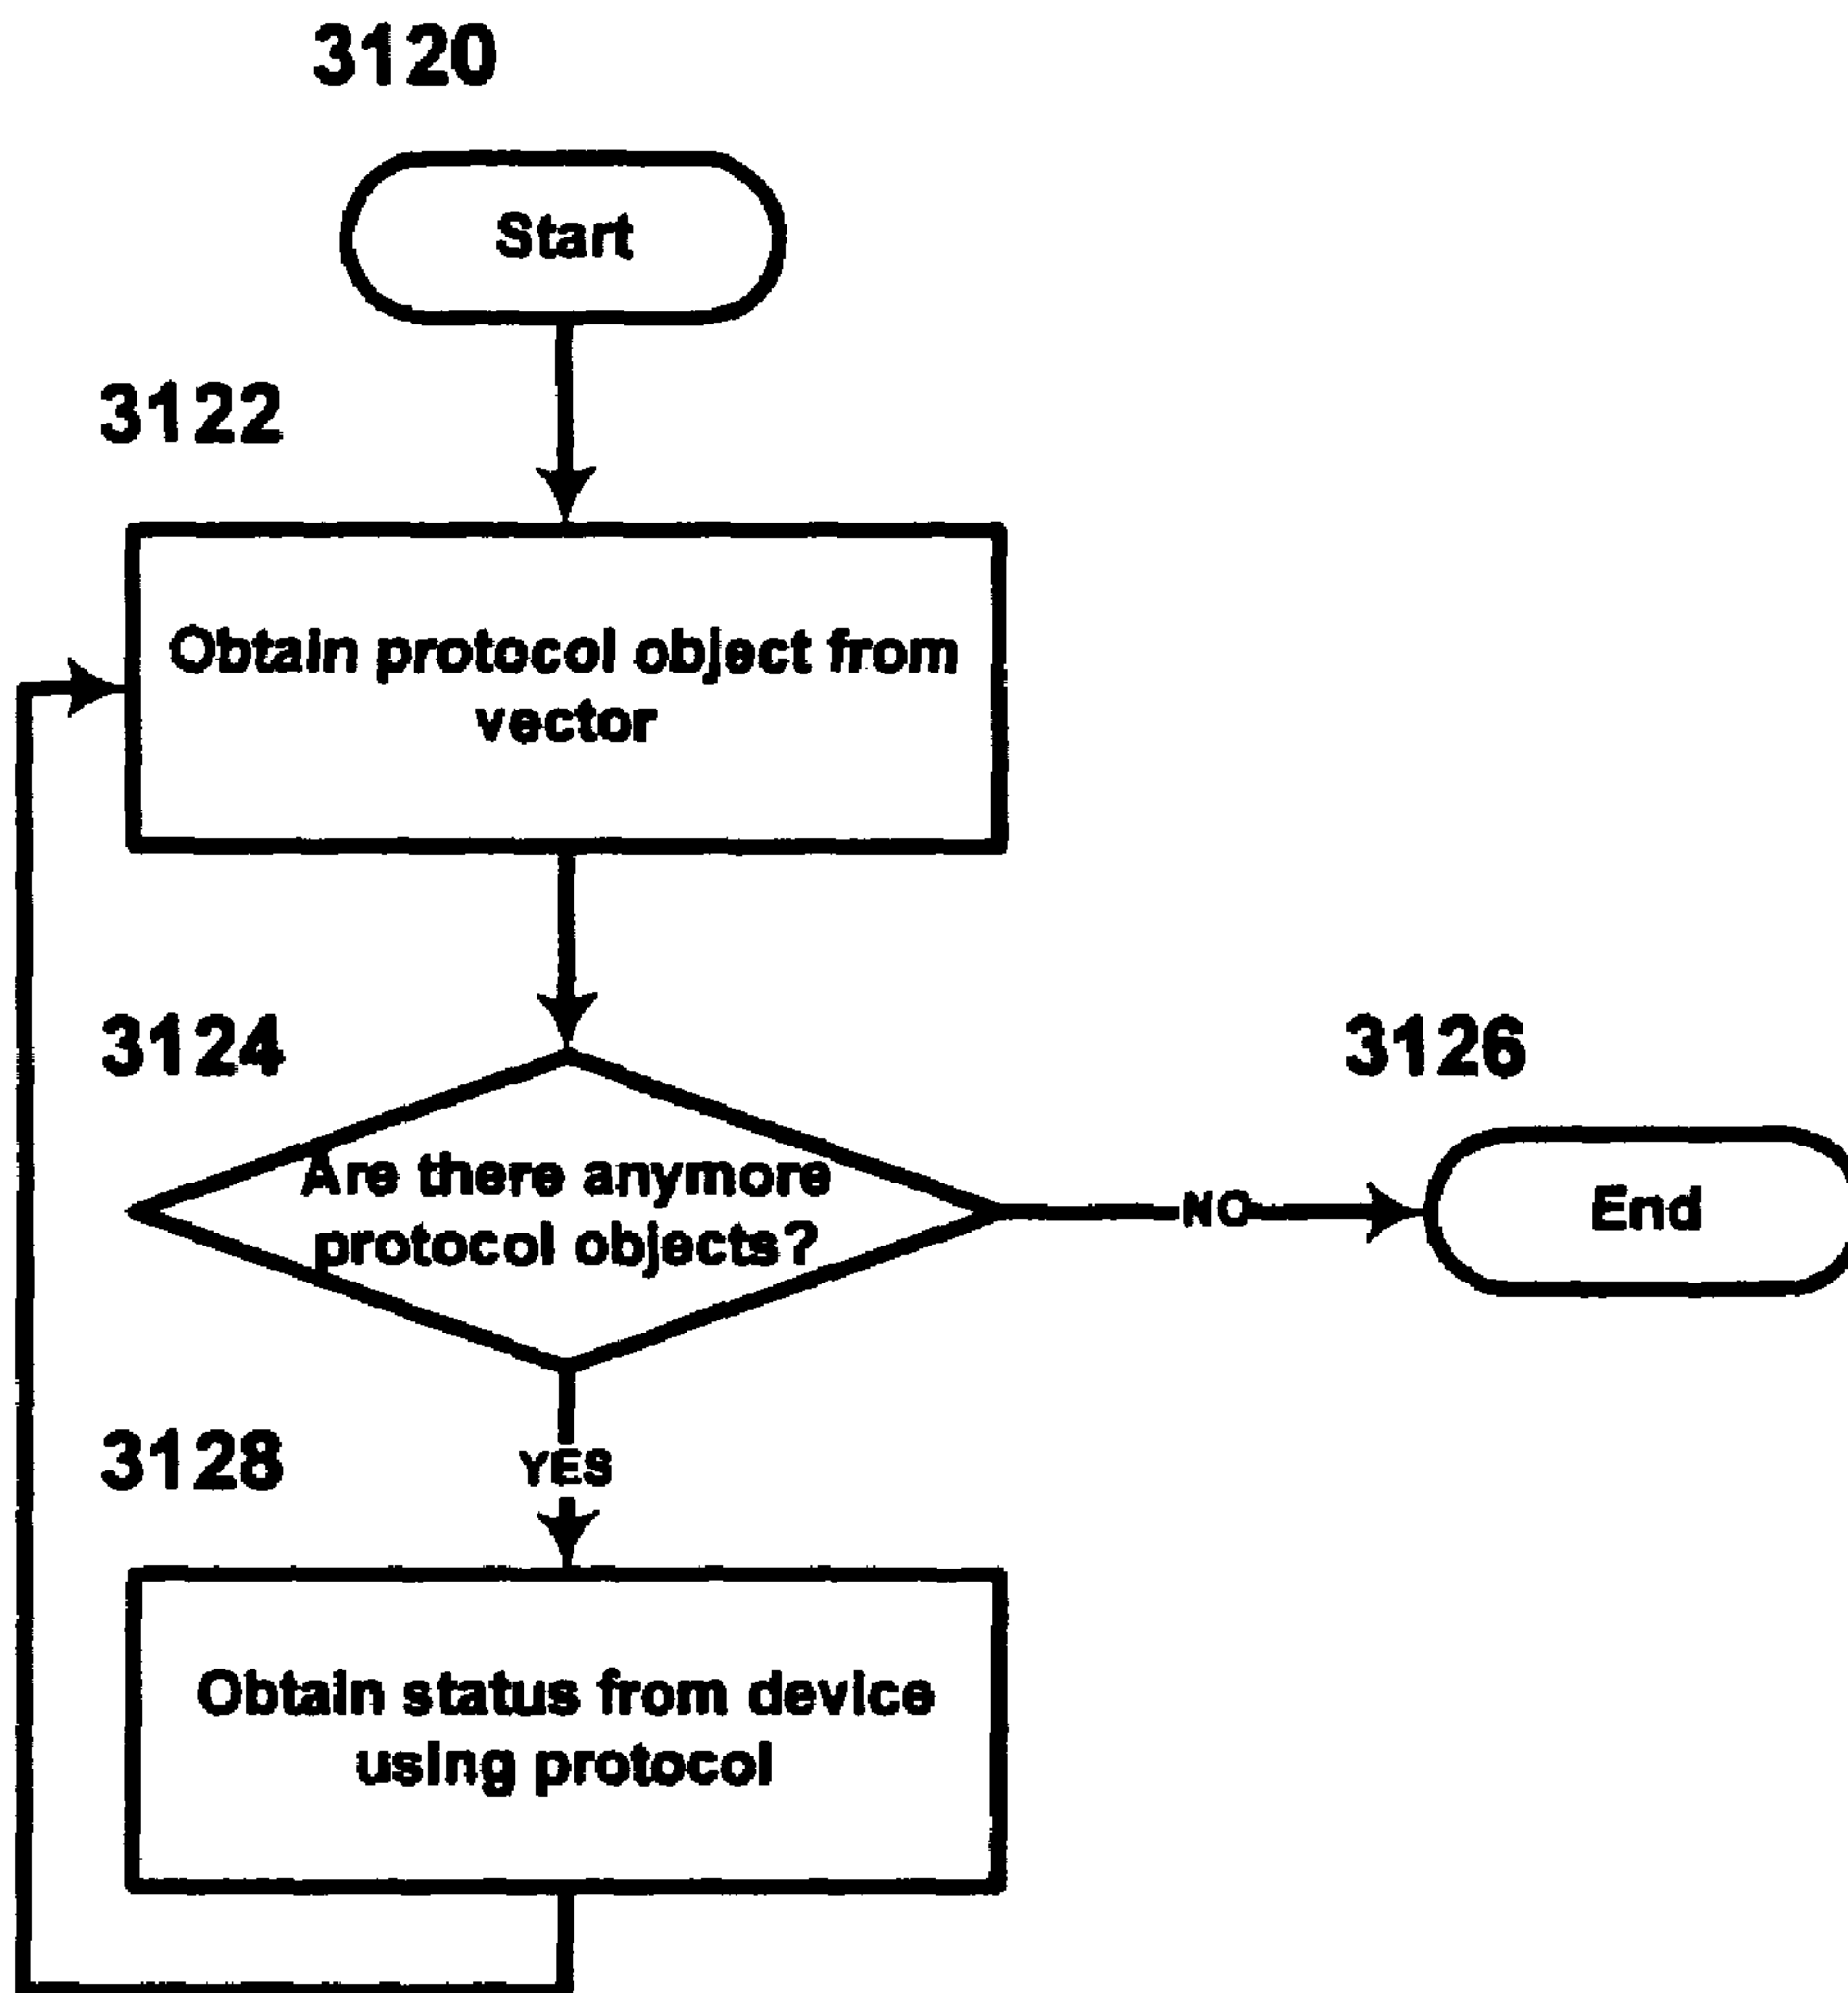 3120
Start
3122
Obtain protocol object from
vector
3124
Are there anymore
protocol objects?
NO
3126
End
3128
YES
Obtain status from device
using protocol